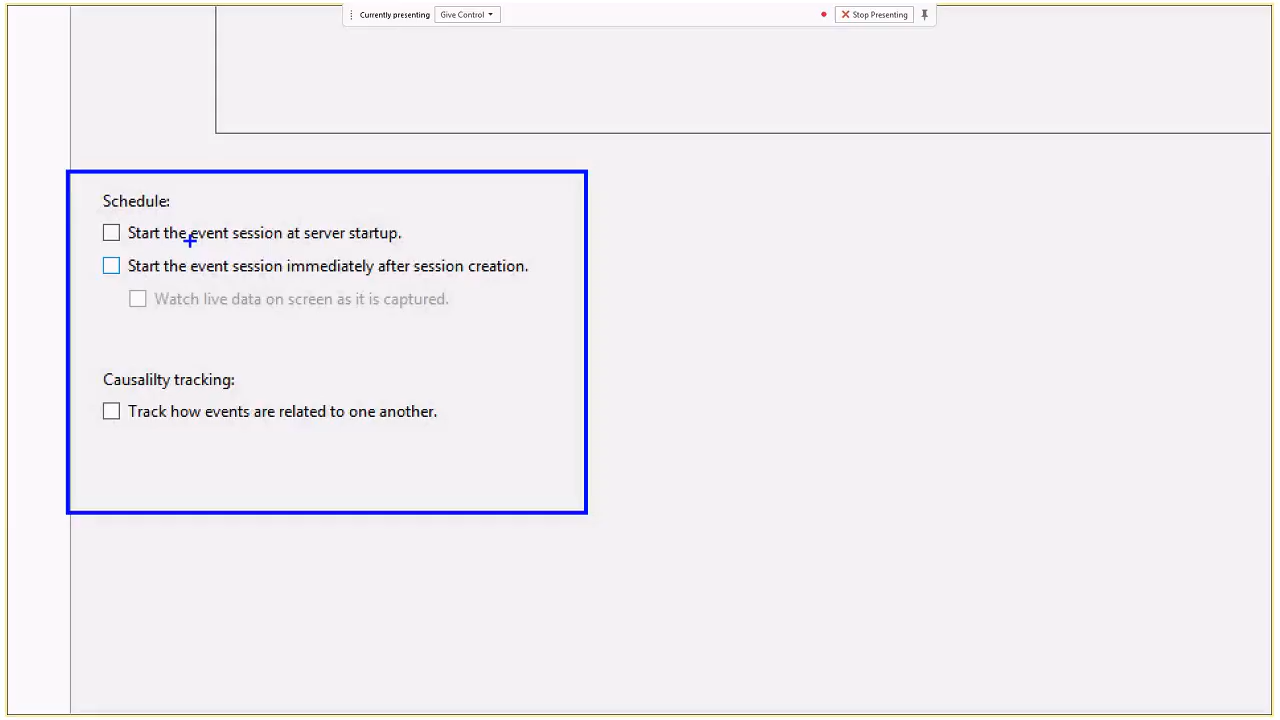 Currently presenting Give Control Stop Presenting
Schedule:
Start the event session at server startup.
Start the event session immediately after session creation.
Watch live data on screen as it is captured.
Causalilty tracking:
Track how events are related to one another.